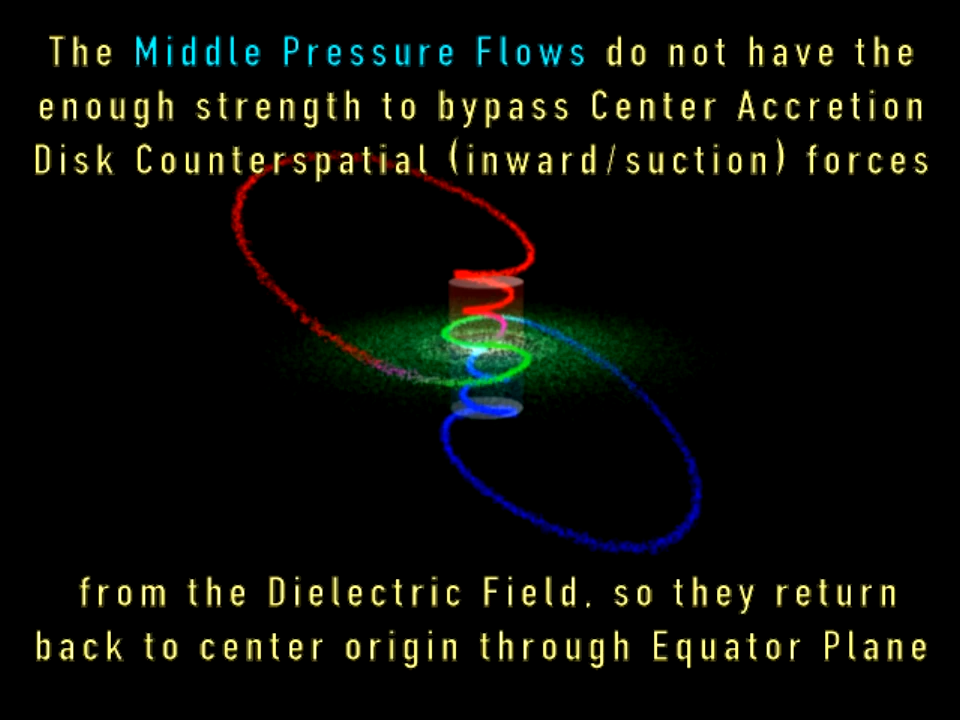 The Middle Pressure Flows do not have the
enough strength to bypass Center Accretion
Disk Counterspatial (inward/suction) forces
from the Dielectric Field, so they return
back to center origin through Equator Plane